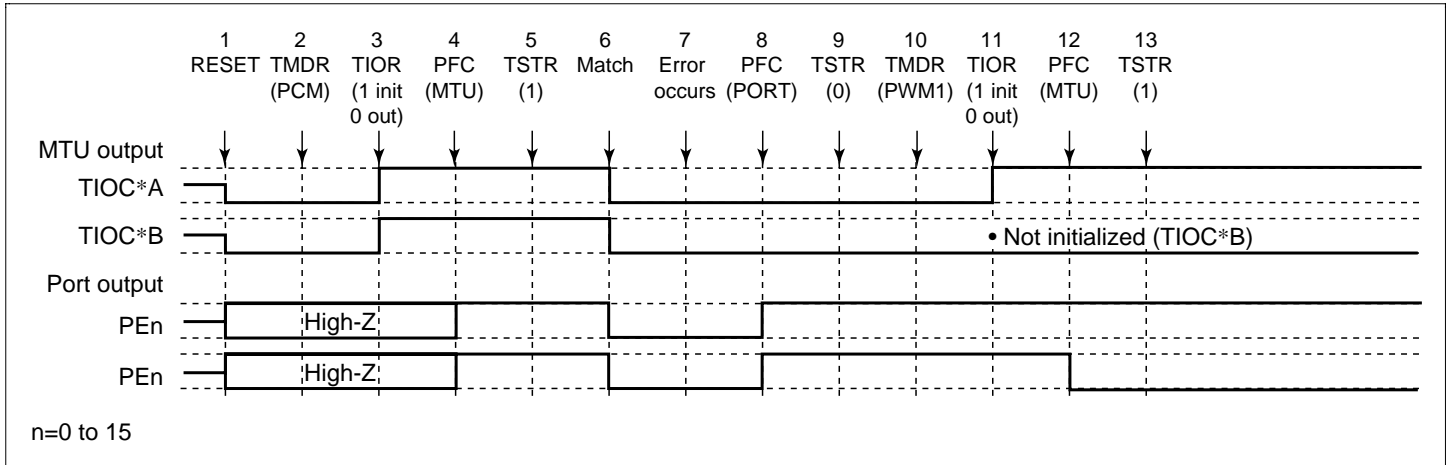 1 2 3 4 5 6 7 8 9 10 11 12 13
RESET TMDR TIOR PFC TSTR Match Error PFC TSTR TMDR TIOR PFC TSTR
(PCM) (1 init (MTU) (1) occurs (PORT) (0) (PWM1) (1 init (MTU) (1)
0 out) 0 out)
MTU output
TIOC*A
TIOC*B • Not initialized (TIOC*B)
Port output
PEn High-Z
PEn High-Z
n=0 to 15